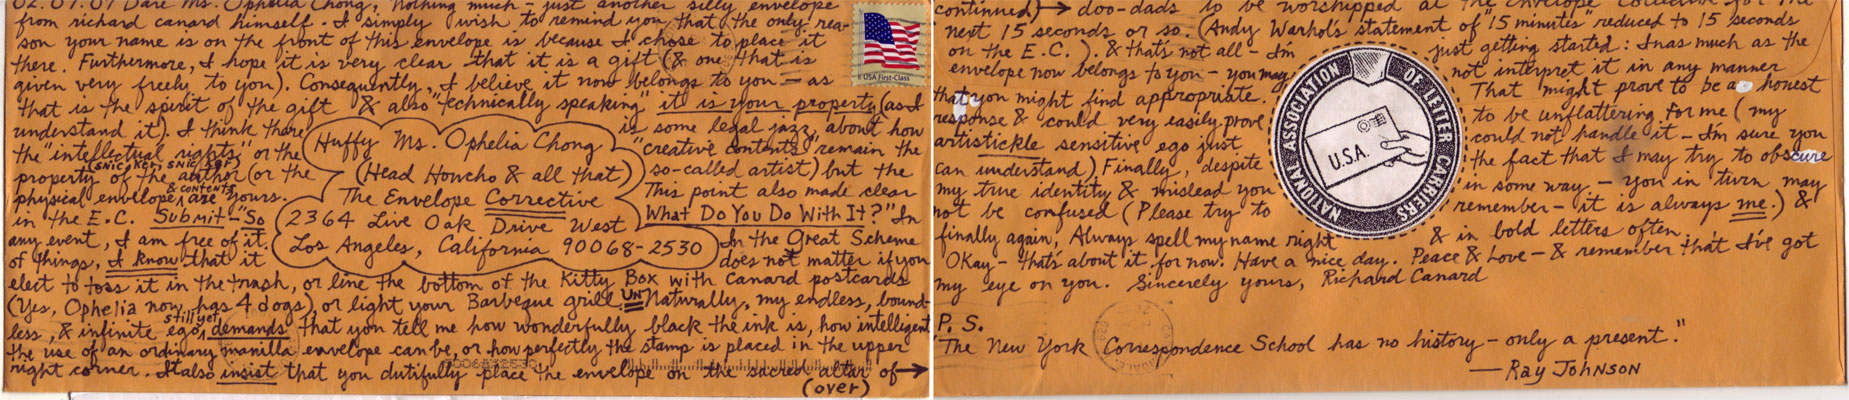 02.07.07 Dare Ms. Ophelia Chong, Nothing much - just another silly envelope
from richard canard himself. I simply wish to remind you that the only rea-
son your name is on the front of this envelope is because I chose to place it
there. Furthermore, I hope it is very clear that it is a gift (& one that is
given very freely to you). Consequently, I believe it now belongs to you — as
that is the spirit of the gift & also "technically speaking" it is your property (as I
understand it). I think there is some legal jazz, about how
the "intellectual rights," or the "creative contents" remain the
(SNIC, KER, SNIC, SER)
property of the author (or the so-called artist) but the
& contents
physical envelope are yours. This point also made clear
in the E.C. Submit - "So What Do You Do With It?" In
any event, I am free of it. In the Great Scheme
of things, I know that it does not matter if you
Huffy Ms. Ophelia Chong
(Head Honcho & all that)
The Envelope Corrective
2364 Live Oak Drive West
Los Angeles, California 90068-2530
elect to toss it in the trash, or line the bottom of the Kitty Box with Canard postcards
(Yes, Ophelia now has 4 dogs) or light your Barbeque grill. UNNaturally, my endless, bound-
still yet
less, & infinite ego, demands that you tell me how wonderfully black the ink is, how intelligent
the use of an ordinary manilla envelope can be, or how perfectly the stamp is placed in the upper
right corner. It also insist that you dutifully place the envelope on the sacred altar of →
(over)
USA First-Class
continued) → doo-dads to be worshipped at the Envelope Collective for the
next 15 seconds or so. (Andy Warhol's statement of "15 minutes" reduced to 15 seconds
on the E.C.). & that's not all - I'm just getting started: Inas much as the
envelope now belongs to you - you may not interpret it in any manner
that you might find appropriate. That might prove to be a honest
response & could very easily prove to be unflattering for me (my
artistickle sensitive ego just could not handle it - I'm sure you
can understand) Finally, despite the fact that I may try to obscure
my true identity & mislead you in some way - you in turn may
not be confused (Please try to remember - it is always me.) &
finally again, Always spell my name right & in bold letters often.
Okay - that's about it for now. Have a nice day. Peace & Love - & remember that I've got
my eye on you. Sincerely yours, Richard Canard
NATIONAL ASSOCIATION OF LETTER CARRIERS
U.S.A.
P.S.
"The New York Correspondence School has no history - only a present."
— RAY JOHNSON